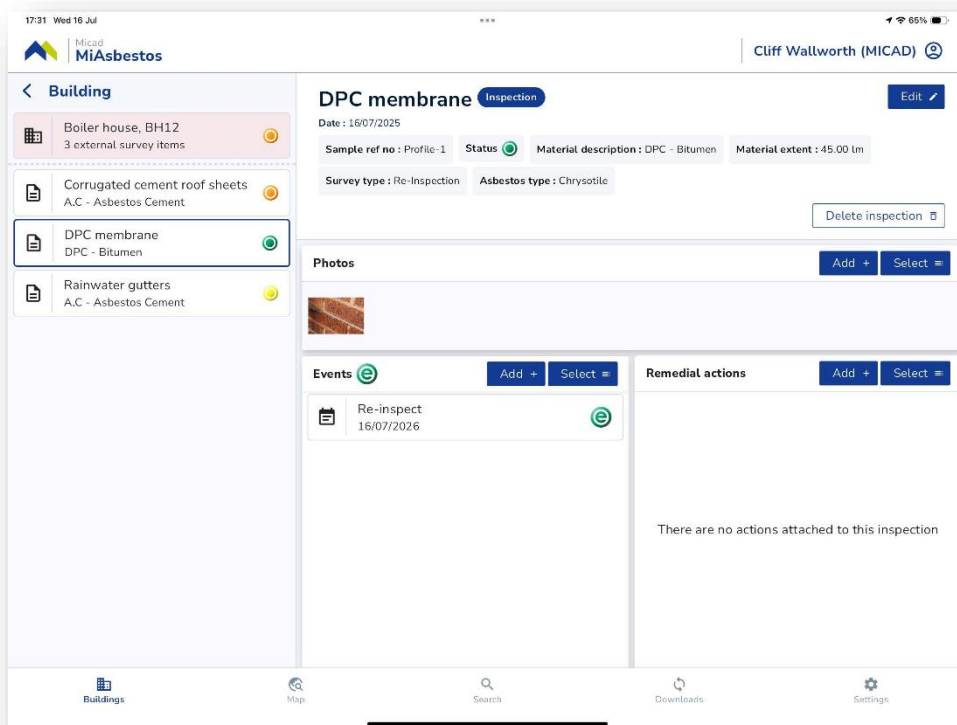 17:31 Wed 16 Jul
65%
Micad
MiAsbestos
Cliff Wallworth (MICAD)
Building
Boiler house, BH12
3 external survey items
Corrugated cement roof sheets
A.C - Asbestos Cement
DPC membrane
DPC - Bitumen
Rainwater gutters
A.C - Asbestos Cement
DPC membrane Inspection
Edit
Date : 16/07/2025
Sample ref no : Profile-1 Status Material description : DPC - Bitumen Material extent : 45.00 lm
Survey type : Re-Inspection Asbestos type : Chrysotile
Delete inspection
Photos Add + Select
Events e Add + Select
Re-inspect
16/07/2026
e
Remedial actions Add + Select
There are no actions attached to this inspection
Buildings Map Search Downloads Settings